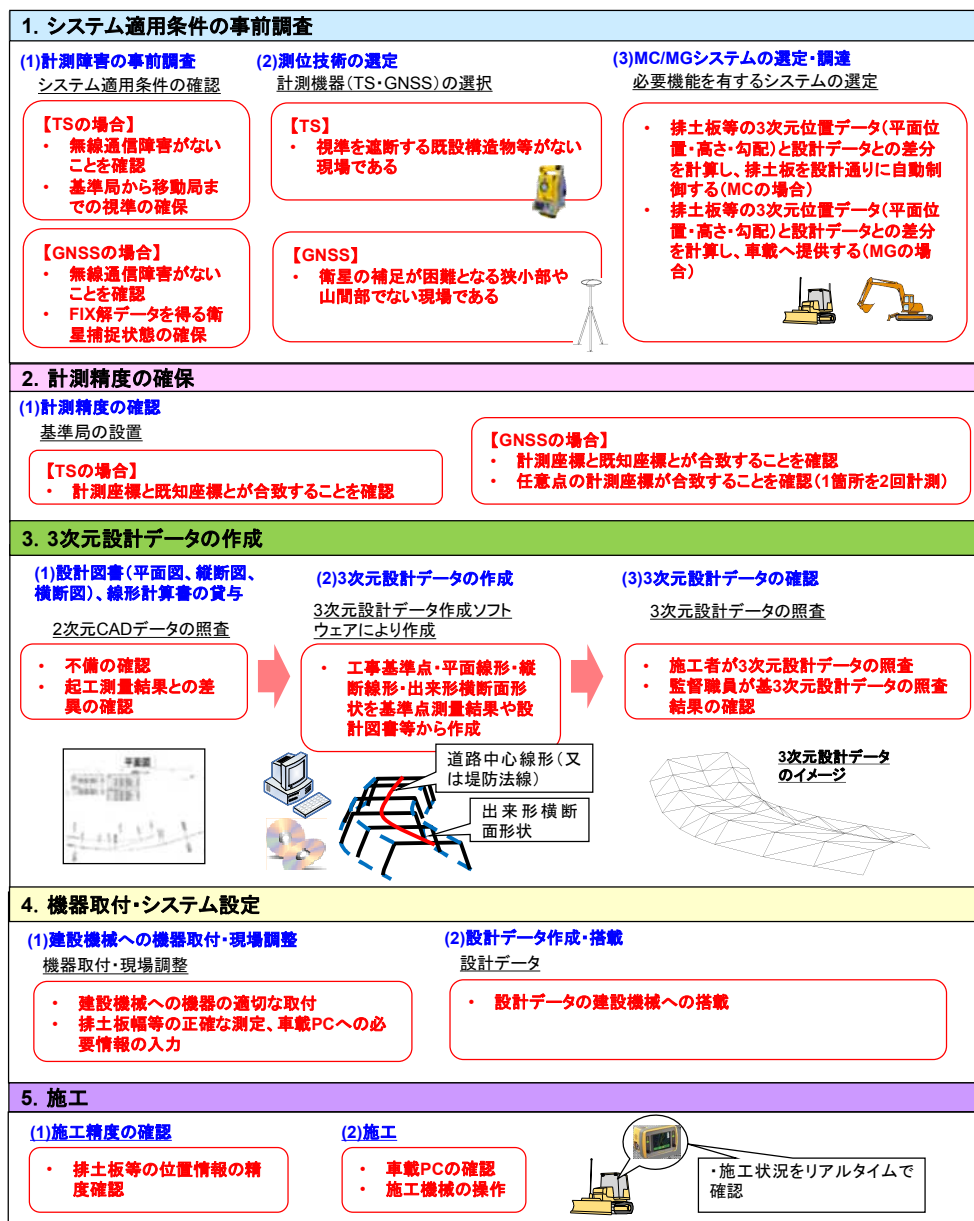 1．システム適用条件の事前調査
(1)計測障害の事前調査
システム適用条件の確認
【TSの場合】
・ 無線通信障害がない
ことを確認
・ 基準局から移動局ま
での視準の確保
【GNSSの場合】
・ 無線通信障害がない
ことを確認
・ FIX解データを得る衛
星捕捉状態の確保
(2)測位技術の選定
計測機器(TS・GNSS)の選択
【TS】
・ 視準を遮断する既設構造物等がない
現場である
【GNSS】
・ 衛星の補足が困難となる狭小部や
山間部でない現場である
(3)MC/MGシステムの選定・調達
必要機能を有するシステムの選定
・ 排土板等の3次元位置データ(平面位
置・高さ・勾配)と設計データとの差分
を計算し、排土板を設計通りに自動制
御する(MCの場合)
・ 排土板等の3次元位置データ(平面位
置・高さ・勾配)と設計データとの差分
を計算し、車載へ提供する(MGの場
合)
2．計測精度の確保
(1)計測精度の確認
基準局の設置
【TSの場合】
・ 計測座標と既知座標とが合致することを確認
【GNSSの場合】
・ 計測座標と既知座標とが合致することを確認
・ 任意点の計測座標が合致することを確認(1箇所を2回計測)
3．3次元設計データの作成
(1)設計図書(平面図、縦断図、
横断図)、線形計算書の貸与
2次元CADデータの照査
・ 不備の確認
・ 起工測量結果との差
異の確認
平面図
(2)3次元設計データの作成
3次元設計データ作成ソフト
ウェアにより作成
・ 工事基準点・平面線形・縦
断線形・出来形横断面形
状を基準点測量結果や設
計図書等から作成
道路中心線形(又
は堤防法線)
出来形横断
面形状
(3)3次元設計データの確認
3次元設計データの照査
・ 施工者が3次元設計データの照査
・ 監督職員が基3次元設計データの照査
結果の確認
3次元設計データ
のイメージ
4．機器取付・システム設定
(1)建設機械への機器取付・現場調整
機器取付・現場調整
・ 建設機械への機器の適切な取付
・ 排土板幅等の正確な測定、車載PCへの必
要情報の入力
(2)設計データ作成・搭載
設計データ
・ 設計データの建設機械への搭載
5．施工
(1)施工精度の確認
・ 排土板等の位置情報の精
度確認
(2)施工
・ 車載PCの確認
・ 施工機械の操作
・施工状況をリアルタイムで
確認